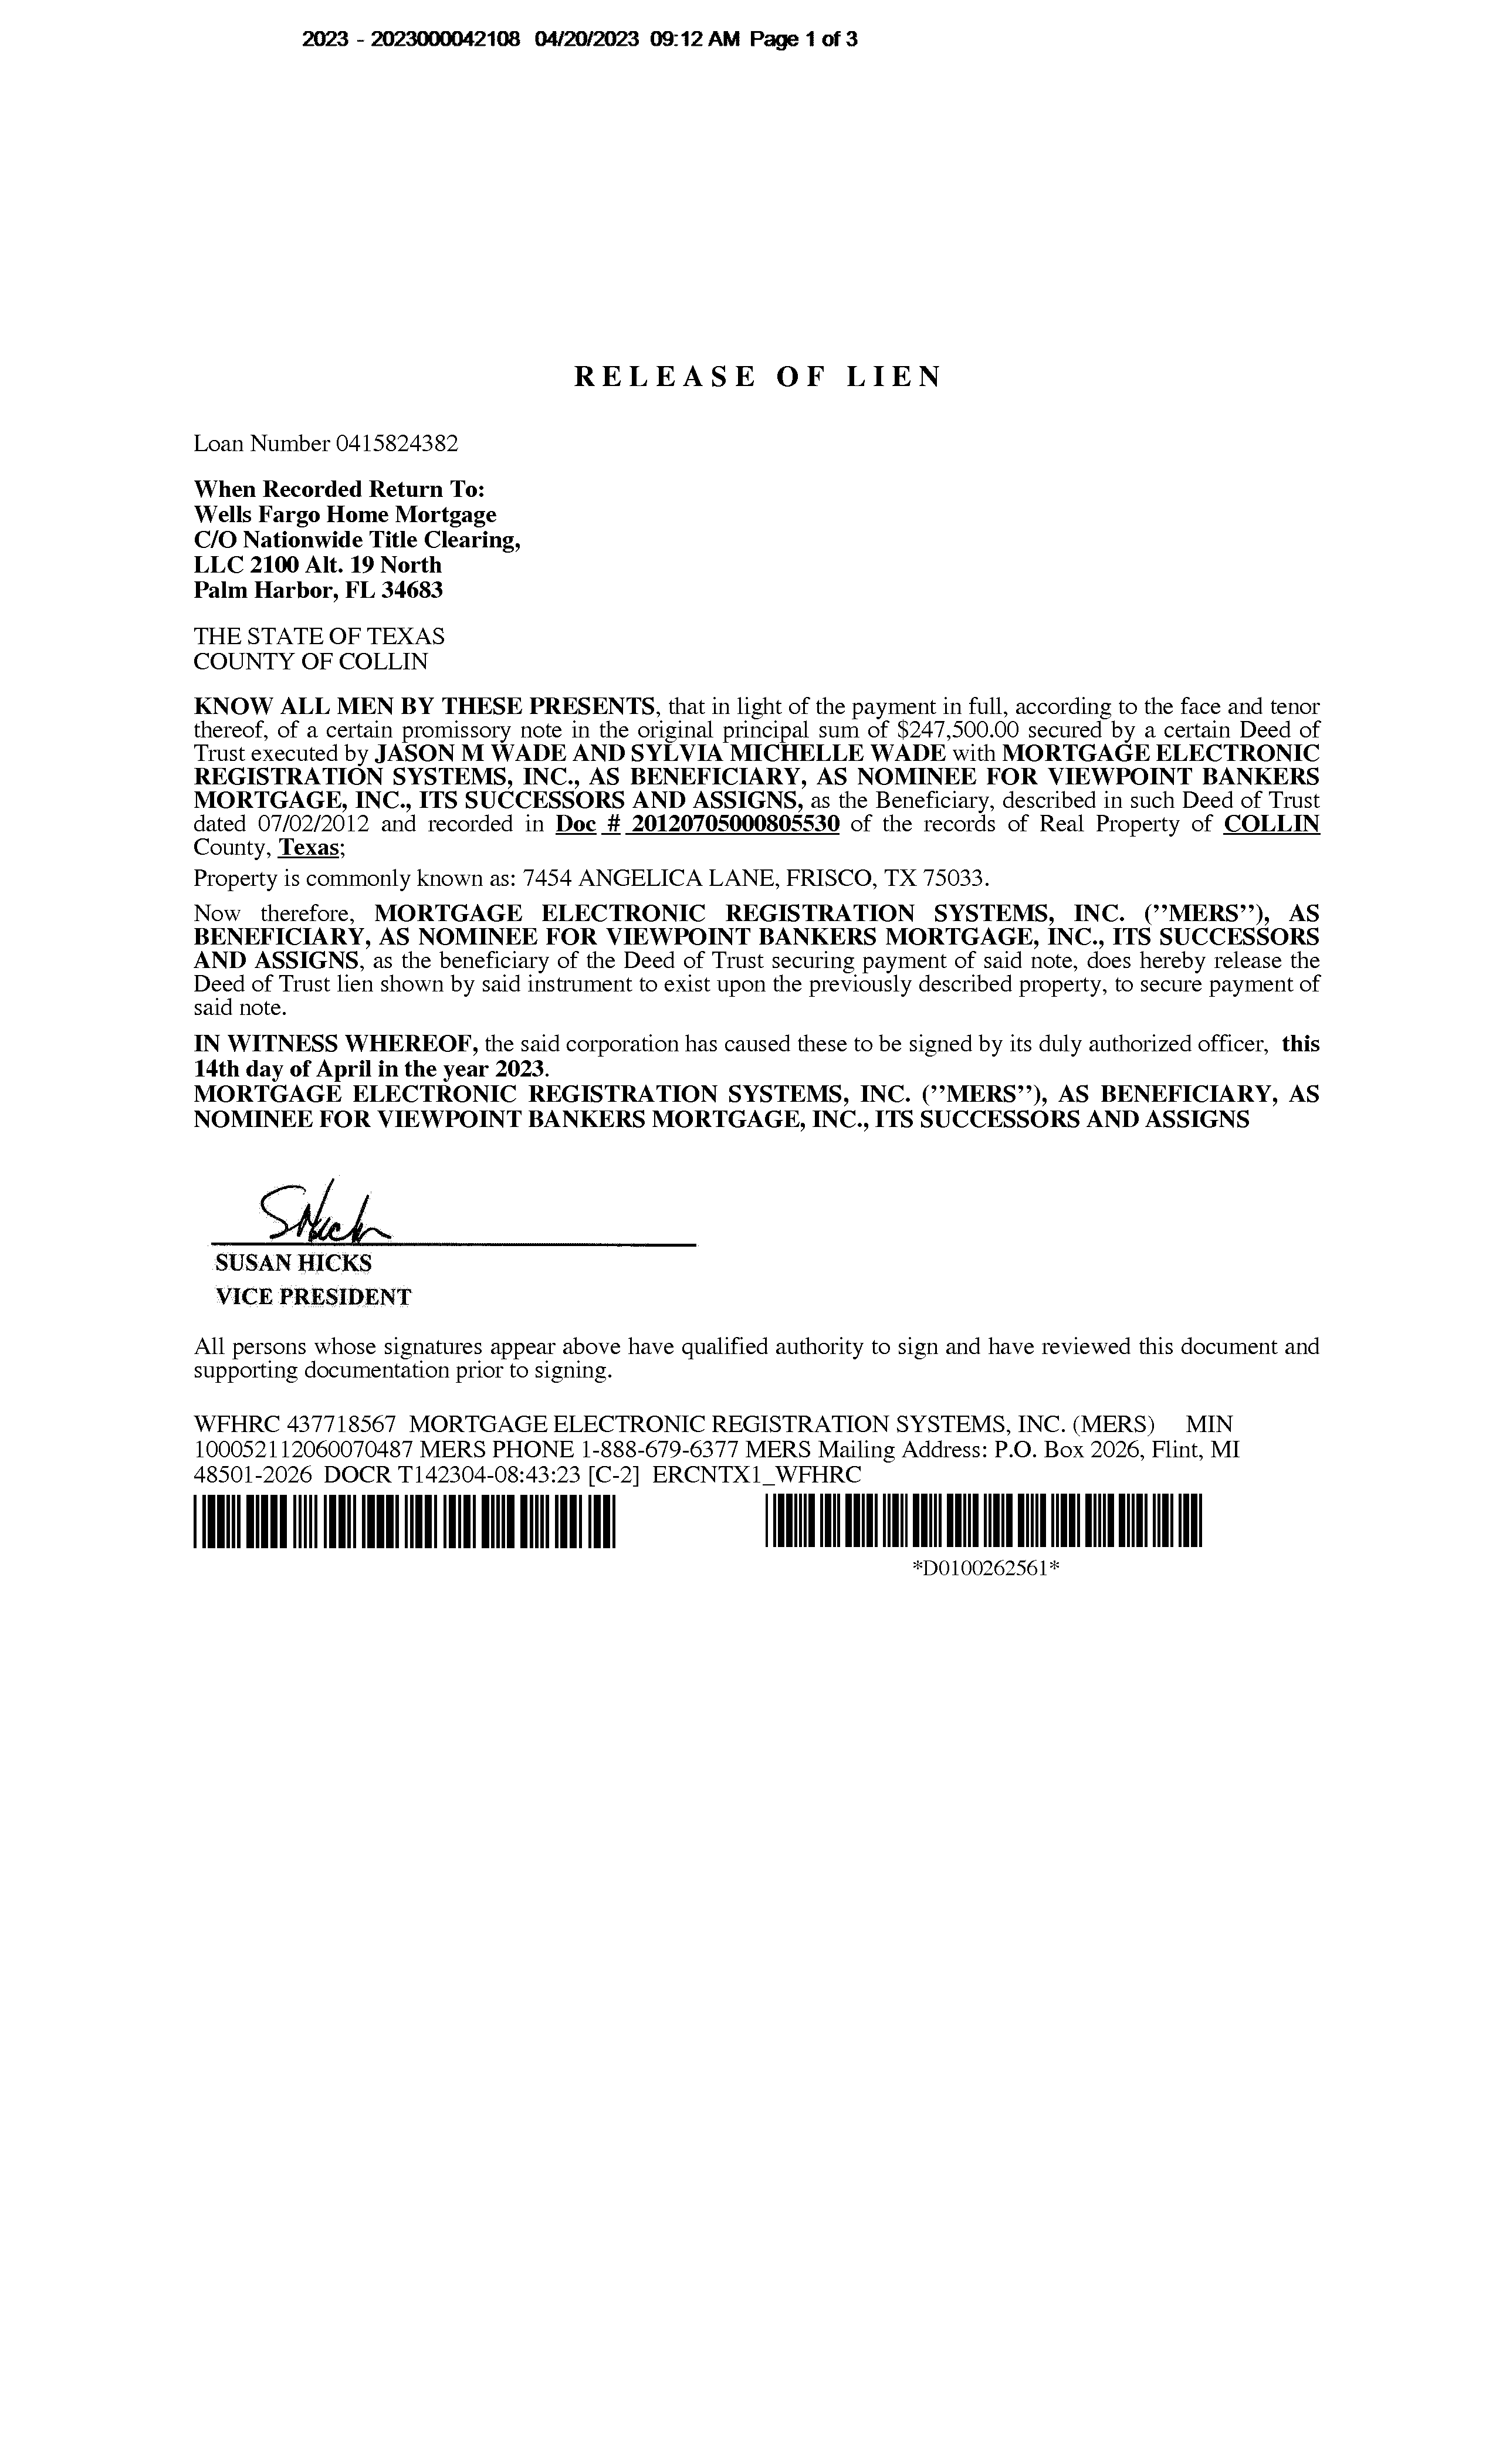 2023 - 2023000042108 04/20/2023 09:12 AM Page 1 of 3
RELEASE OF LIEN
Loan Number 0415824382
When Recorded Return To:
Wells Fargo Home Mortgage
C/O Nationwide Title Clearing,
LLC 2100 Alt. 19 North
Palm Harbor, FL 34683
THE STATE OF TEXAS
COUNTY OF COLLIN
KNOW ALL MEN BY THESE PRESENTS, that in light of the payment in full, according to the face and tenor
thereof, of a certain promissory note in the original principal sum of $247,500.00 secured by a certain Deed of
Trust executed by JASON M WADE AND SYLVIA MICHELLE WADE with MORTGAGE ELECTRONIC
REGISTRATION SYSTEMS, INC., AS BENEFICIARY, AS NOMINEE FOR VIEWPOINT BANKERS
MORTGAGE, INC., ITS SUCCESSORS AND ASSIGNS, as the Beneficiary, described in such Deed of Trust
dated 07/02/2012 and recorded in Doc # 20120705000805530 of the records of Real Property of COLLIN
County, Texas;
Property is commonly known as: 7454 ANGELICA LANE, FRISCO, TX 75033.
Now therefore, MORTGAGE ELECTRONIC REGISTRATION SYSTEMS, INC. (”MERS”), AS
BENEFICIARY, AS NOMINEE FOR VIEWPOINT BANKERS MORTGAGE, INC., ITS SUCCESSORS
AND ASSIGNS, as the beneficiary of the Deed of Trust securing payment of said note, does hereby release the
Deed of Trust lien shown by said instrument to exist upon the previously described property, to secure payment of
said note.
IN WITNESS WHEREOF, the said corporation has caused these to be signed by its duly authorized officer, this
14th day of April in the year 2023.
MORTGAGE ELECTRONIC REGISTRATION SYSTEMS, INC. (”MERS”), AS BENEFICIARY, AS
NOMINEE FOR VIEWPOINT BANKERS MORTGAGE, INC., ITS SUCCESSORS AND ASSIGNS
SUSAN HICKS
VICE PRESIDENT
All persons whose signatures appear above have qualified authority to sign and have reviewed this document and
supporting documentation prior to signing.
WFHRC 437718567 MORTGAGE ELECTRONIC REGISTRATION SYSTEMS, INC. (MERS) MIN
100052112060070487 MERS PHONE 1-888-679-6377 MERS Mailing Address: P.O. Box 2026, Flint, MI
48501-2026 DOCR T142304-08:43:23 [C-2] ERCNTX1_WFHRC
*D0100262561*